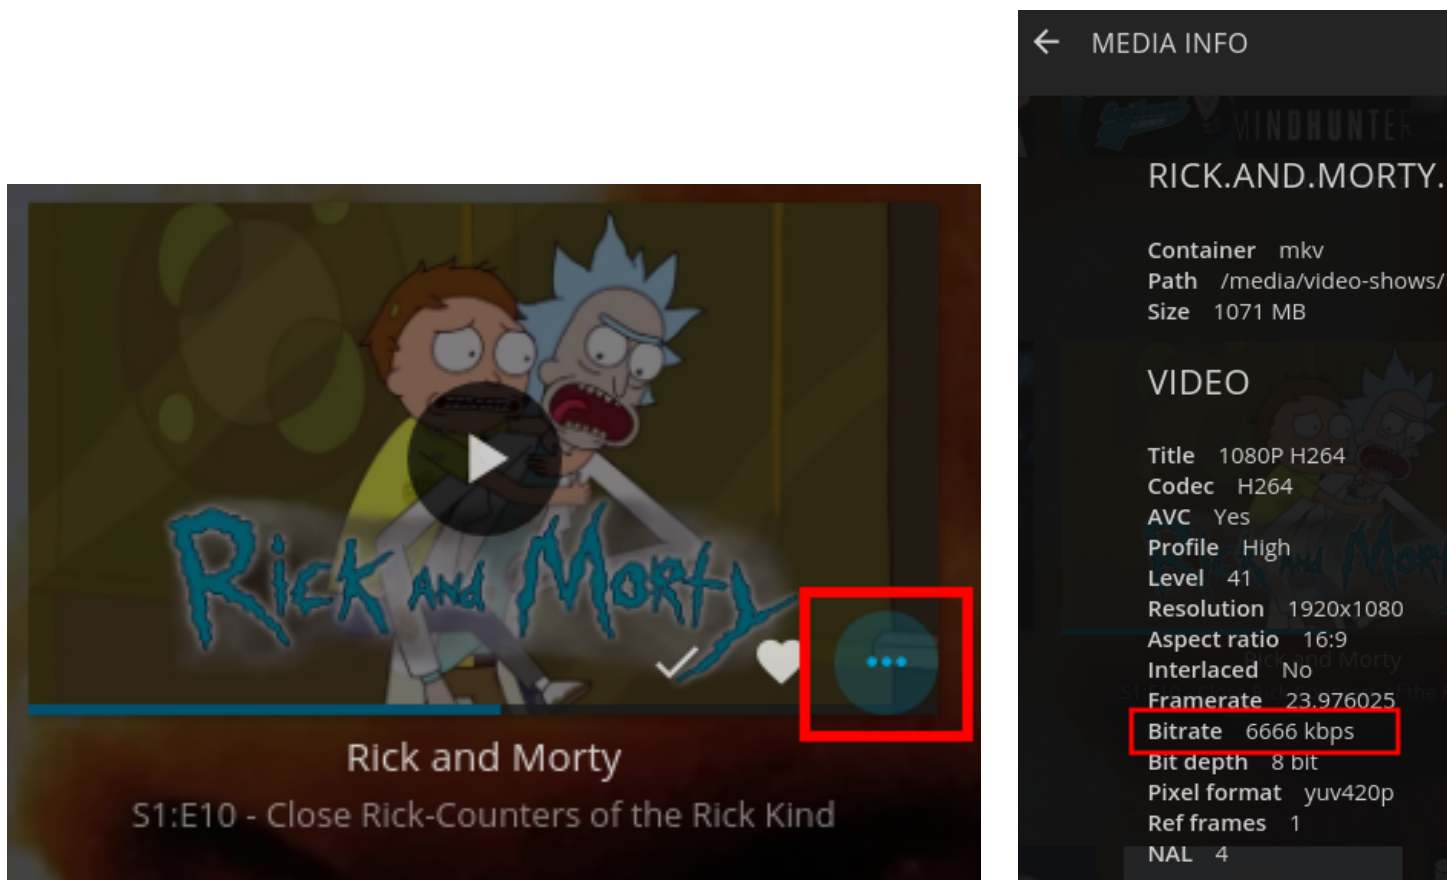 RICK AND MORTY
Rick and Morty
S1:E10 - Close Rick-Counters of the Rick Kind
MEDIA INFO
MINDHUNTER
RICK.AND.MORTY.
Container mkv
Path /media/video-shows/
Size 1071 MB
VIDEO
Title 1080P H264
Codec H264
AVC Yes
Profile High
Level 41
Resolution 1920x1080
Aspect ratio 16:9
Interlaced No
Framerate 23.976025
Bitrate 6666 kbps
Bit depth 8 bit
Pixel format yuv420p
Ref frames 1
NAL 4